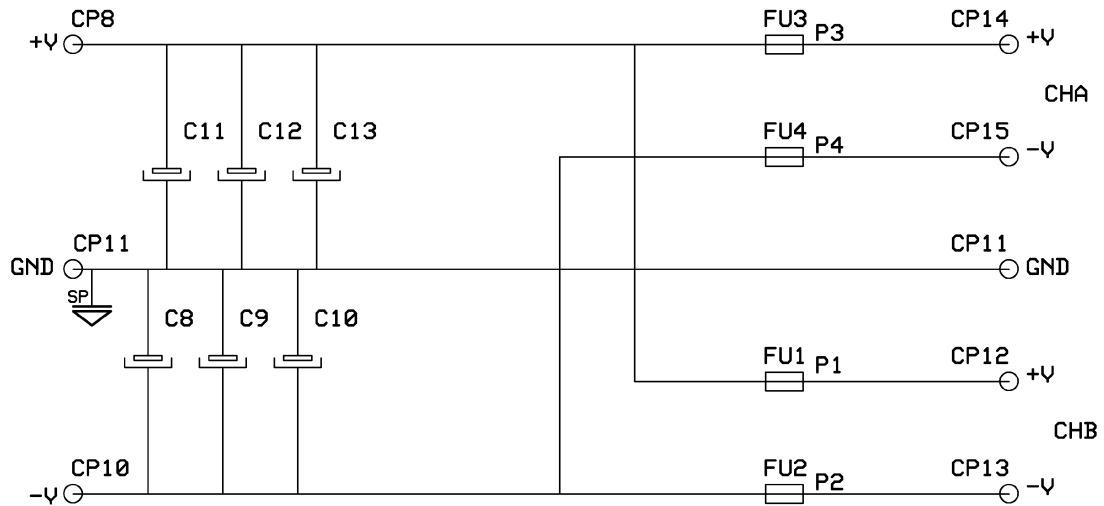 CP8 FU3 CP14
+V P3 +V
CHA
C11 C12 C13 FU4 P4 CP15
-V
CP11 CP11
GND GND
SP
C8 C9 C10
FU1 P1 CP12
+V
CHB
CP10 FU2 CP13
-V P2 -V